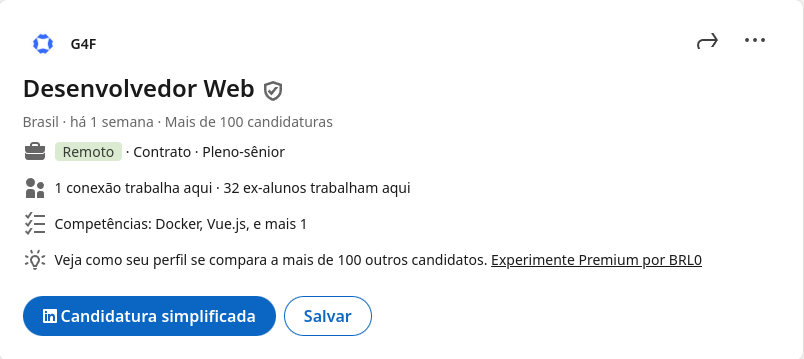 G4F
Desenvolvedor Web
Brasil · há 1 semana · Mais de 100 candidaturas
Remoto · Contrato · Pleno-sênior
1 conexão trabalha aqui · 32 ex-alunos trabalham aqui
Competências: Docker, Vue.js, e mais 1
Veja como seu perfil se compara a mais de 100 outros candidatos. Experimente Premium por BRL0
in Candidatura simplificada Salvar